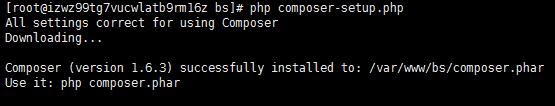 [root@izwz99tg7vucwlatb9rm16z bs]# php composer-setup.php
All settings correct for using Composer
Downloading...
Composer (version 1.6.3) successfully installed to: /var/www/bs/composer.phar
Use it: php composer.phar